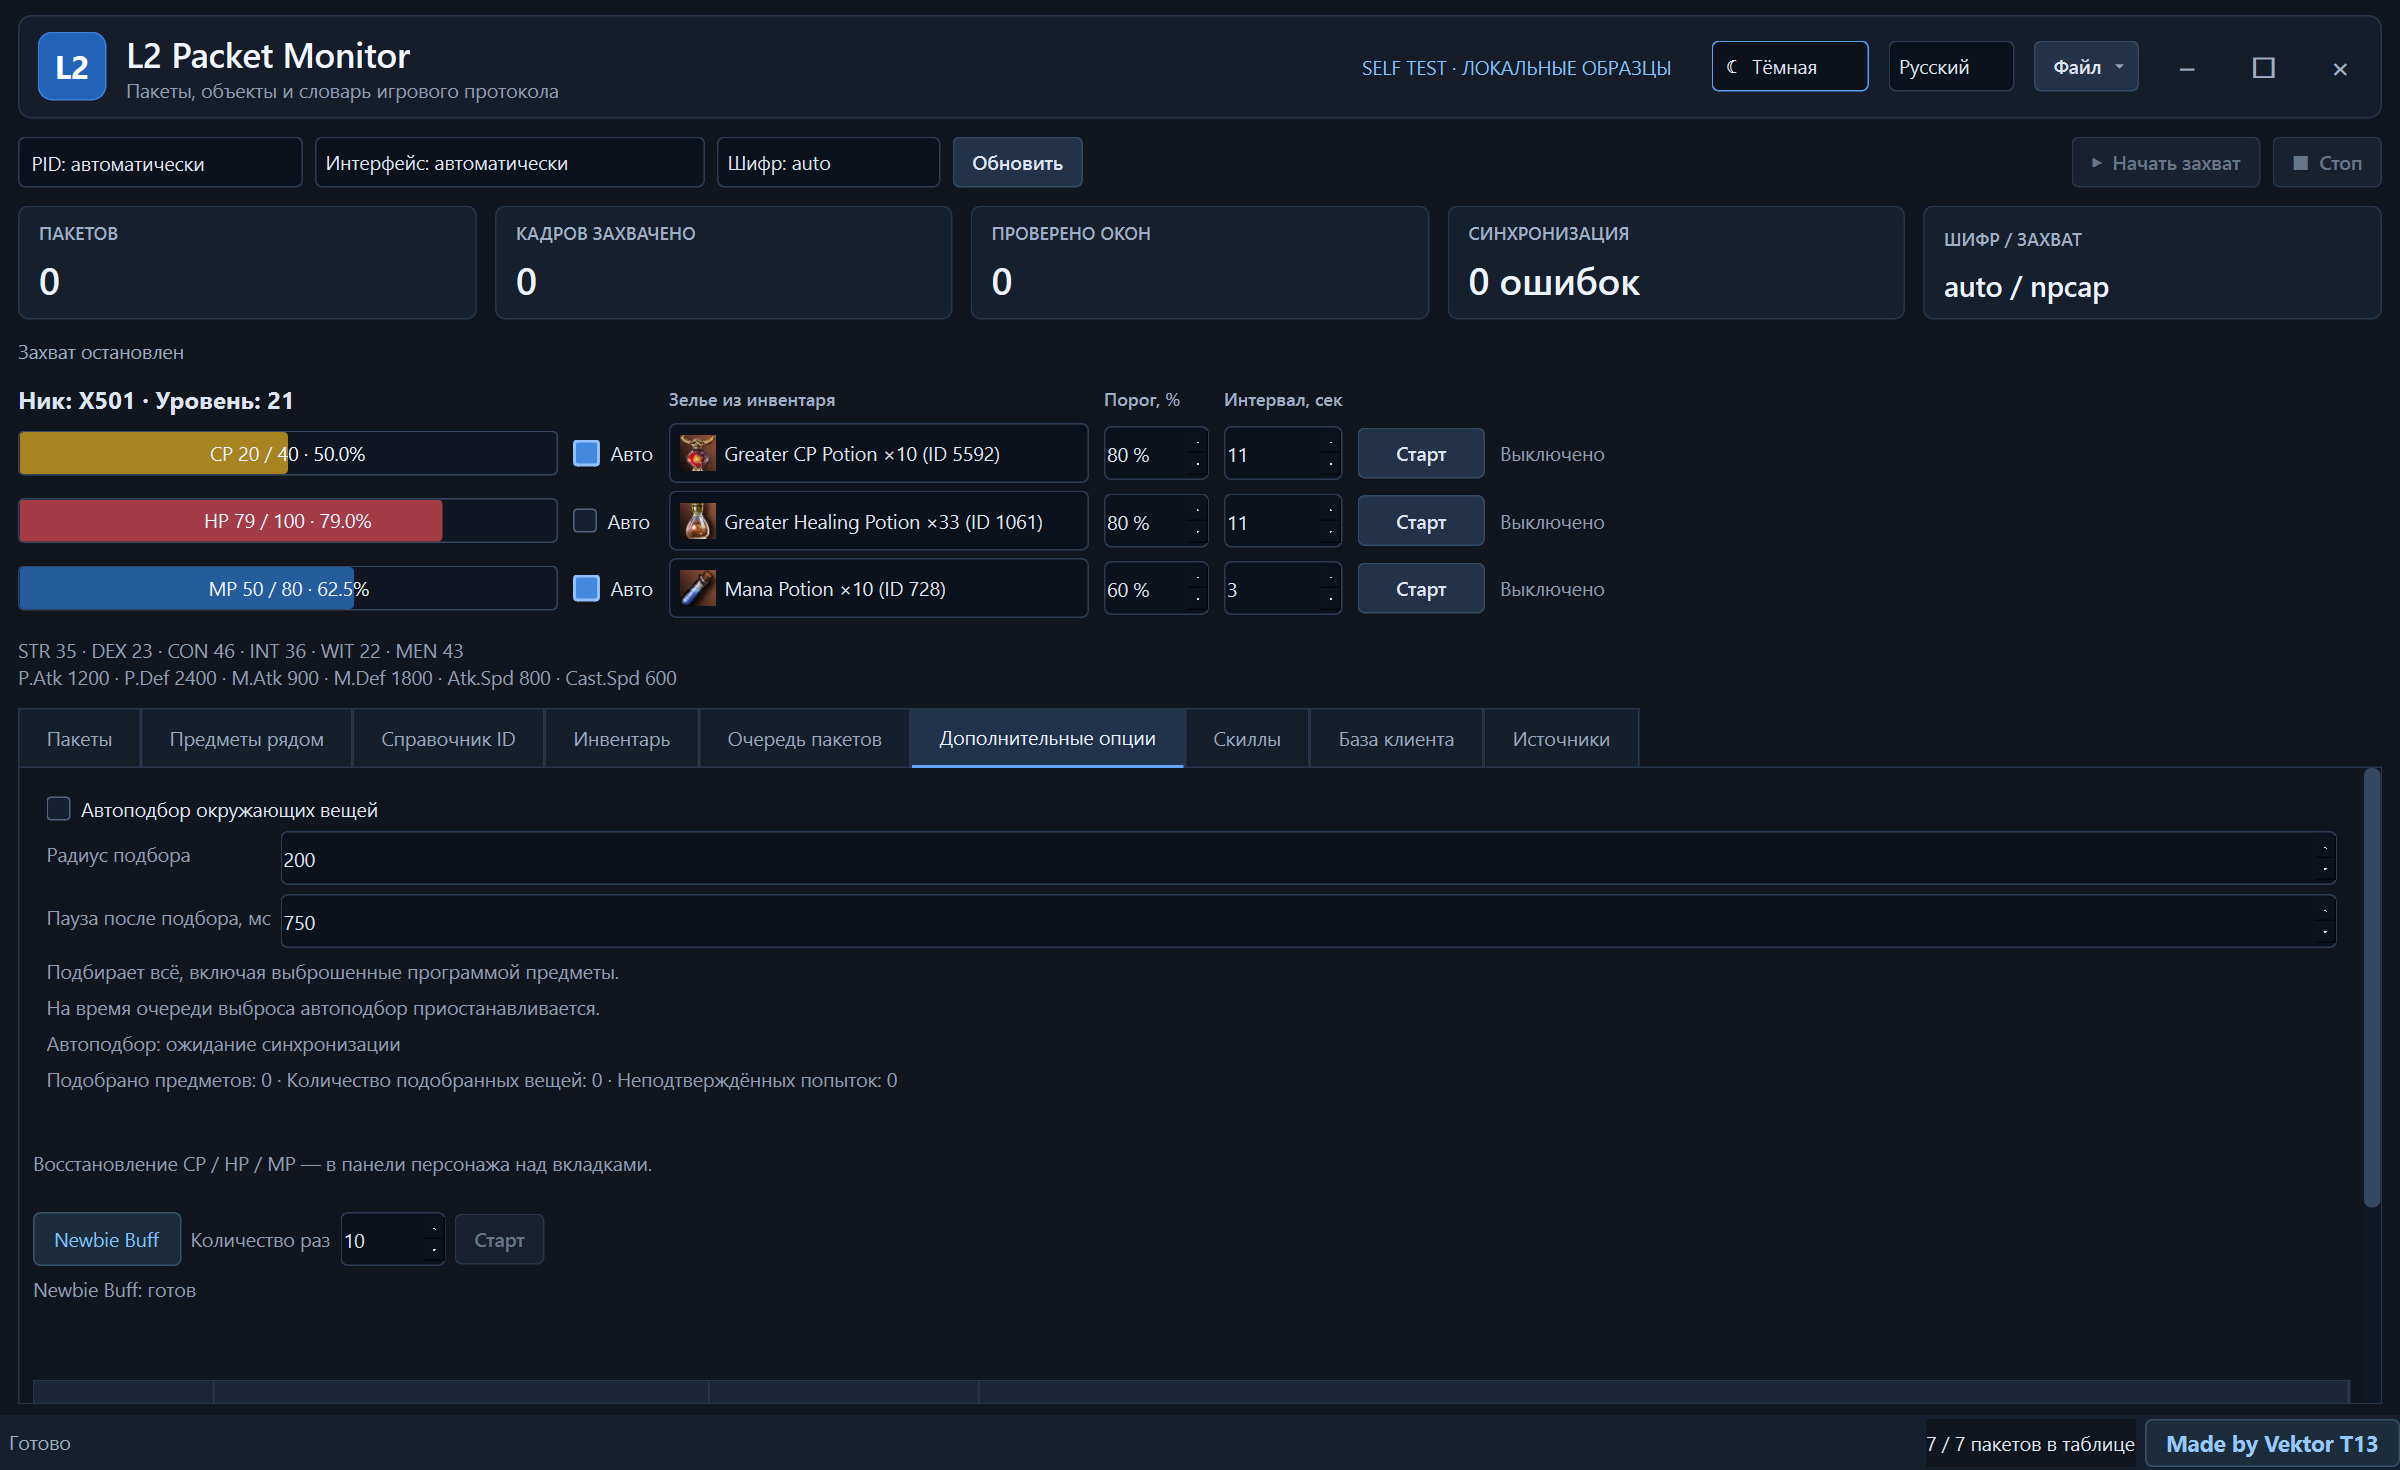 L2
L2 Packet Monitor
Пакеты, объекты и словарь игрового протокола
SELF TEST · ЛОКАЛЬНЫЕ ОБРАЗЦЫ
Тёмная
Русский
Файл
PID: автоматически
Интерфейс: автоматически
Шифр: auto
Обновить
Начать захват
Стоп
ПАКЕТОВ
0
КАДРОВ ЗАХВАЧЕНО
0
ПРОВЕРЕНО ОКОН
0
СИНХРОНИЗАЦИЯ
0 ошибок
ШИФР / ЗАХВАТ
auto / npcap
Захват остановлен
Ник: X501 · Уровень: 21
Зелье из инвентаря
Порог, %
Интервал, сек
CP 20 / 40 · 50.0%
Авто
Greater CP Potion ×10 (ID 5592)
80 %
11
Старт
Выключено
HP 79 / 100 · 79.0%
Авто
Greater Healing Potion ×33 (ID 1061)
80 %
11
Старт
Выключено
MP 50 / 80 · 62.5%
Авто
Mana Potion ×10 (ID 728)
60 %
3
Старт
Выключено
STR 35 · DEX 23 · CON 46 · INT 36 · WIT 22 · MEN 43
P.Atk 1200 · P.Def 2400 · M.Atk 900 · M.Def 1800 · Atk.Spd 800 · Cast.Spd 600
Пакеты
Предметы рядом
Справочник ID
Инвентарь
Очередь пакетов
Дополнительные опции
Скиллы
База клиента
Источники
Автоподбор окружающих вещей
Радиус подбора
200
Пауза после подбора, мс
750
Подбирает всё, включая выброшенные программой предметы.
На время очереди выброса автоподбор приостанавливается.
Автоподбор: ожидание синхронизации
Подобрано предметов: 0 · Количество подобранных вещей: 0 · Неподтверждённых попыток: 0
Восстановление CP / HP / MP — в панели персонажа над вкладками.
Newbie Buff
Количество раз
10
Старт
Newbie Buff: готов
Готово
7 / 7 пакетов в таблице
Made by Vektor T13